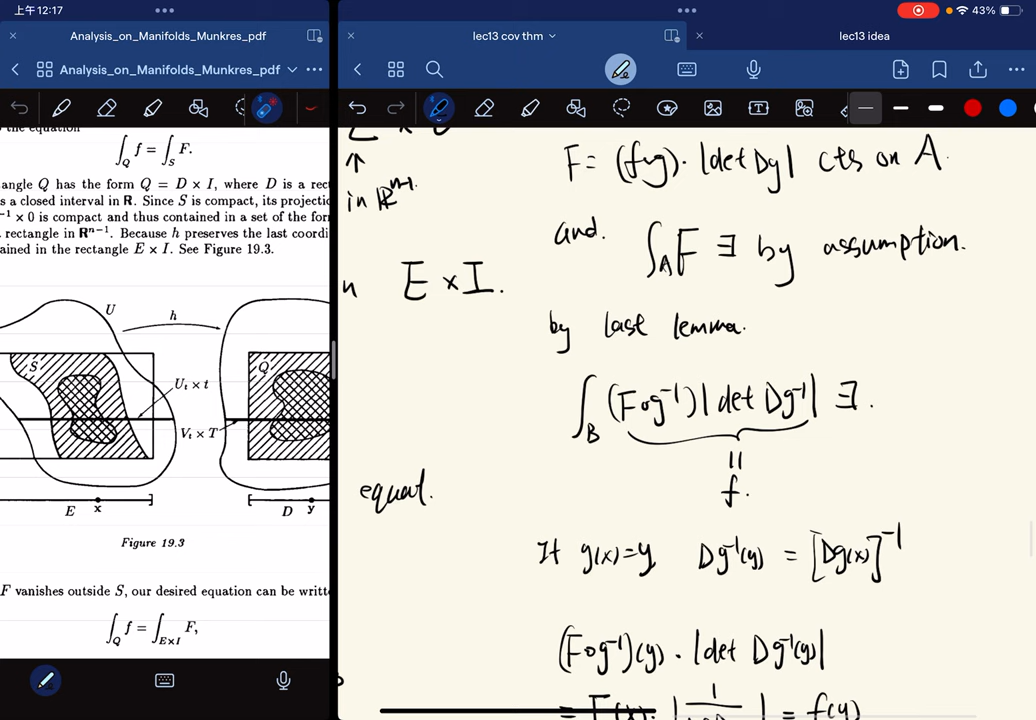 上午12:17
43%
Analysis_on_Manifolds_Munkres_pdf
lec13 cov thm
lec13 idea
Analysis_on_Manifolds_Munkres_pdf
the equation
∫_Q f = ∫_S F.
angle Q has the form Q = D × I, where D is a rec
s a closed interval in R. Since S is compact, its projectio
⁻¹ × 0 is compact and thus contained in a set of the for
rectangle in Rⁿ⁻¹. Because h preserves the last coordi
ained in the rectangle E × I. See Figure 19.3.
U
h
S
Q
U_t × t
V_t × T
E x
D y
Figure 19.3
F vanishes outside S, our desired equation can be writt
∫_Q f = ∫_{E×I} F,
in ℝⁿ⁻¹.
n E × I.
equal.
F = (f∘g)·|det Dg| cts on A.
and. ∫_A F ∃ by assumption.
by last lemma.
∫_B (F∘g⁻¹)|det Dg⁻¹| ∃.
||
f.
If g(x)=y, Dg⁻¹(y) = [Dg(x)]⁻¹
(F∘g⁻¹)(y) · |det Dg⁻¹(y)|
= f(y)